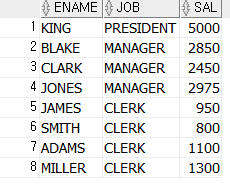 ENAME JOB SAL
1 KING PRESIDENT 5000
2 BLAKE MANAGER 2850
3 CLARK MANAGER 2450
4 JONES MANAGER 2975
5 JAMES CLERK 950
6 SMITH CLERK 800
7 ADAMS CLERK 1100
8 MILLER CLERK 1300